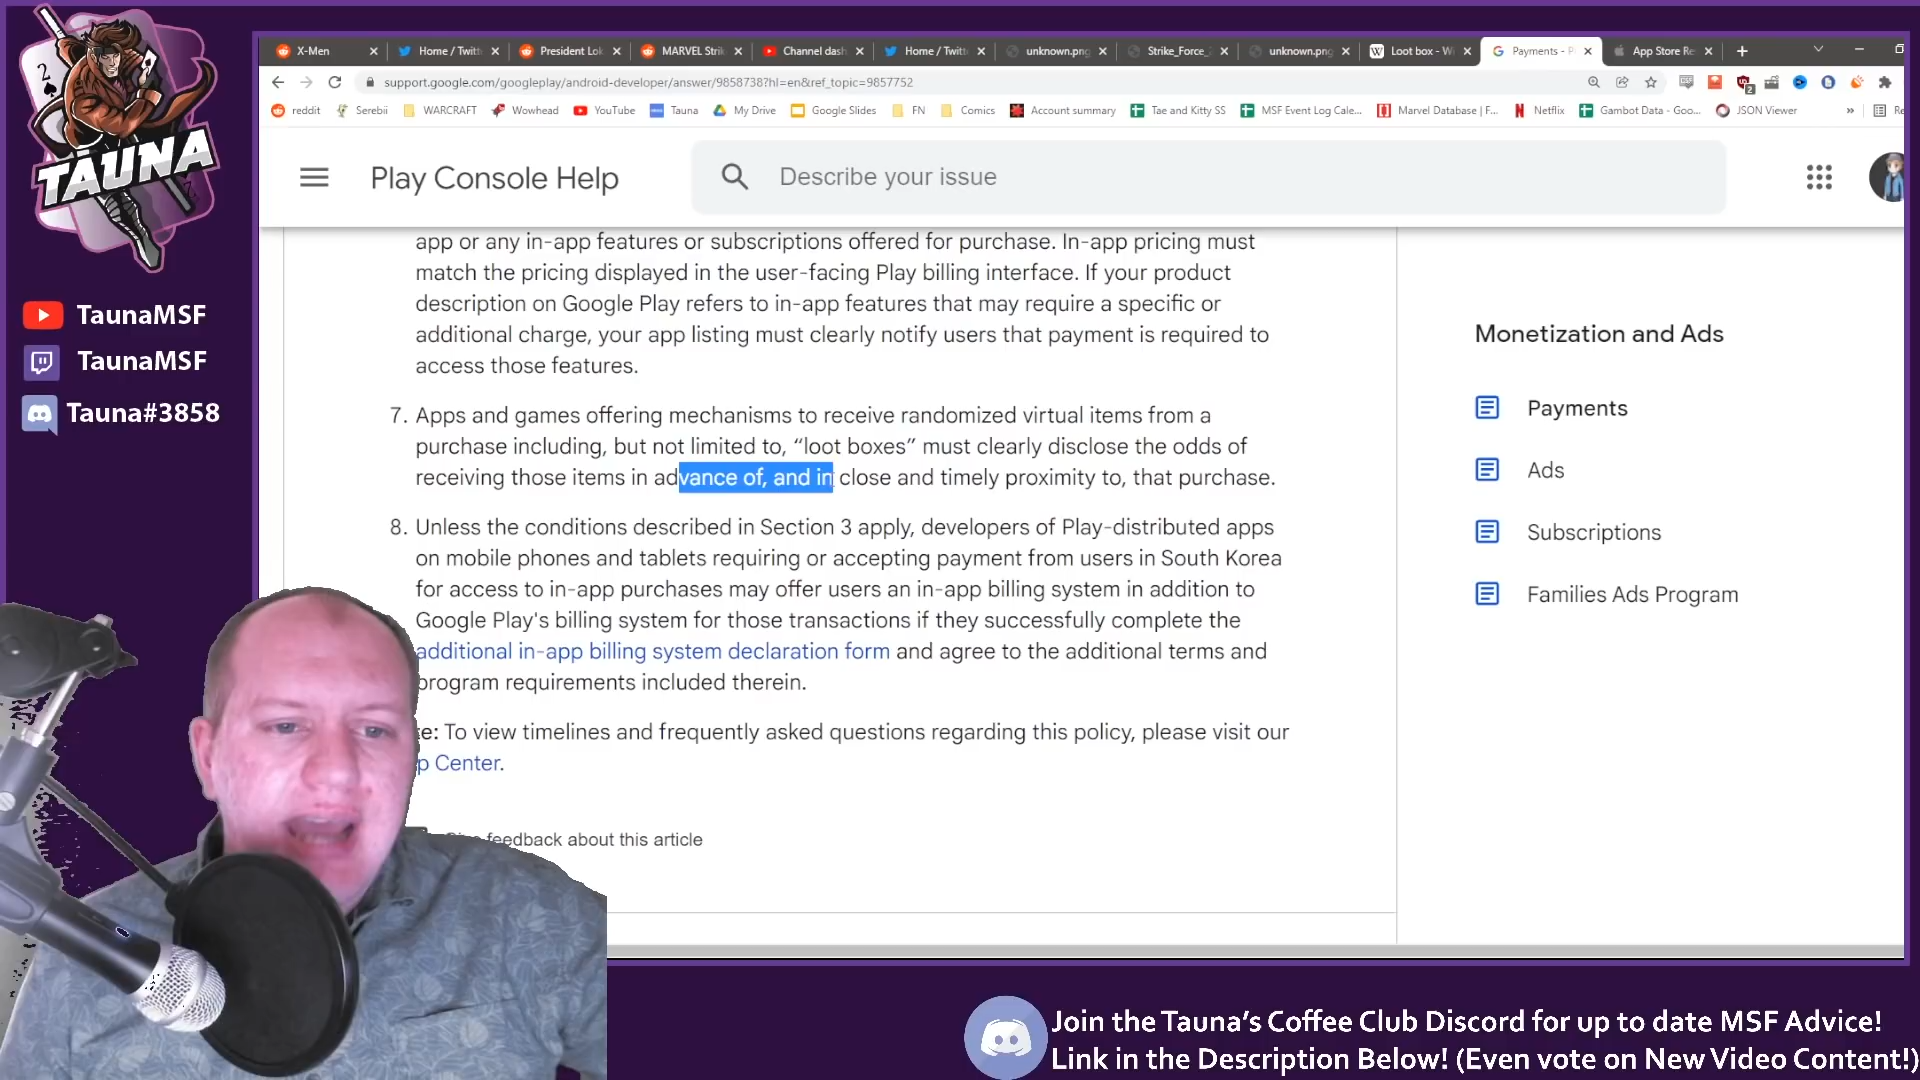 2
TAUNA
TaunaMSF
TaunaMSF
Tauna#3858
X-Men
Home / Twitt
President Lok
MARVEL Strik
Channel dash
Home / Twitt
unknown.png
Strike_Force_
unknown.png
Loot box - W
Payments - P
App Store Re
support.google.com/googleplay/android-developer/answer/9858738?hl=en&ref_topic=9857752
2
reddit
Serebii
WARCRAFT
Wowhead
YouTube
Tauna
My Drive
Google Slides
FN
Comics
Account summary
Tae and Kitty SS
MSF Event Log Cale...
Marvel Database | F...
Netflix
Gambot Data - Goo...
JSON Viewer
»
Re
Play Console Help
Describe your issue
app or any in-app features or subscriptions offered for purchase. In-app pricing must
match the pricing displayed in the user-facing Play billing interface. If your product
description on Google Play refers to in-app features that may require a specific or
additional charge, your app listing must clearly notify users that payment is required to
access those features.
7. Apps and games offering mechanisms to receive randomized virtual items from a
purchase including, but not limited to, “loot boxes” must clearly disclose the odds of
receiving those items in advance of, and in close and timely proximity to, that purchase.
8. Unless the conditions described in Section 3 apply, developers of Play-distributed apps
on mobile phones and tablets requiring or accepting payment from users in South Korea
for access to in-app purchases may offer users an in-app billing system in addition to
Google Play's billing system for those transactions if they successfully complete the
additional in-app billing system declaration form and agree to the additional terms and
program requirements included therein.
e: To view timelines and frequently asked questions regarding this policy, please visit our
p Center.
feedback about this article
Monetization and Ads
Payments
Ads
Subscriptions
Families Ads Program
Join the Tauna's Coffee Club Discord for up to date MSF Advice!
Link in the Description Below! (Even vote on New Video Content!)